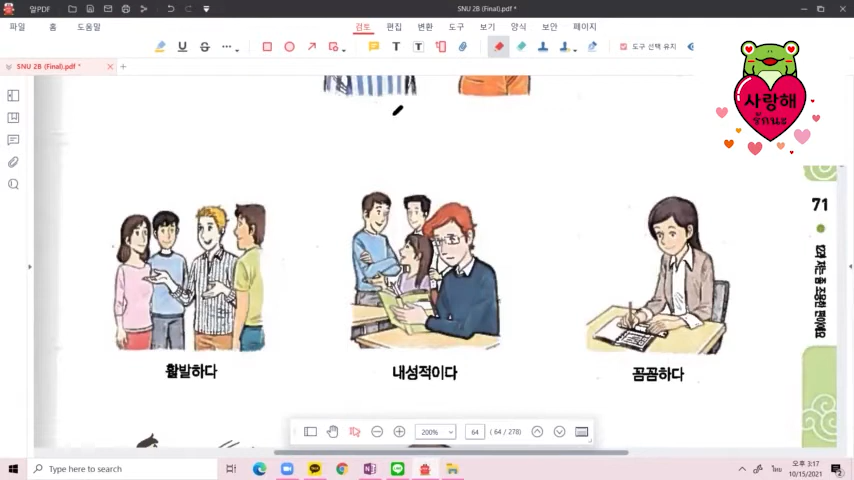 알PDF
SNU 2B (Final).pdf *
파일 홈 도움말
검토 편집 변환 도구 보기 양식 보안 페이지
도구 선택 유지
SNU 2B (Final).pdf *
사랑해
71
활발하다 내성적이다 꼼꼼하다
200% 64 (64 / 278)
Type here to search
ไทย
오후 3:17
10/15/2021